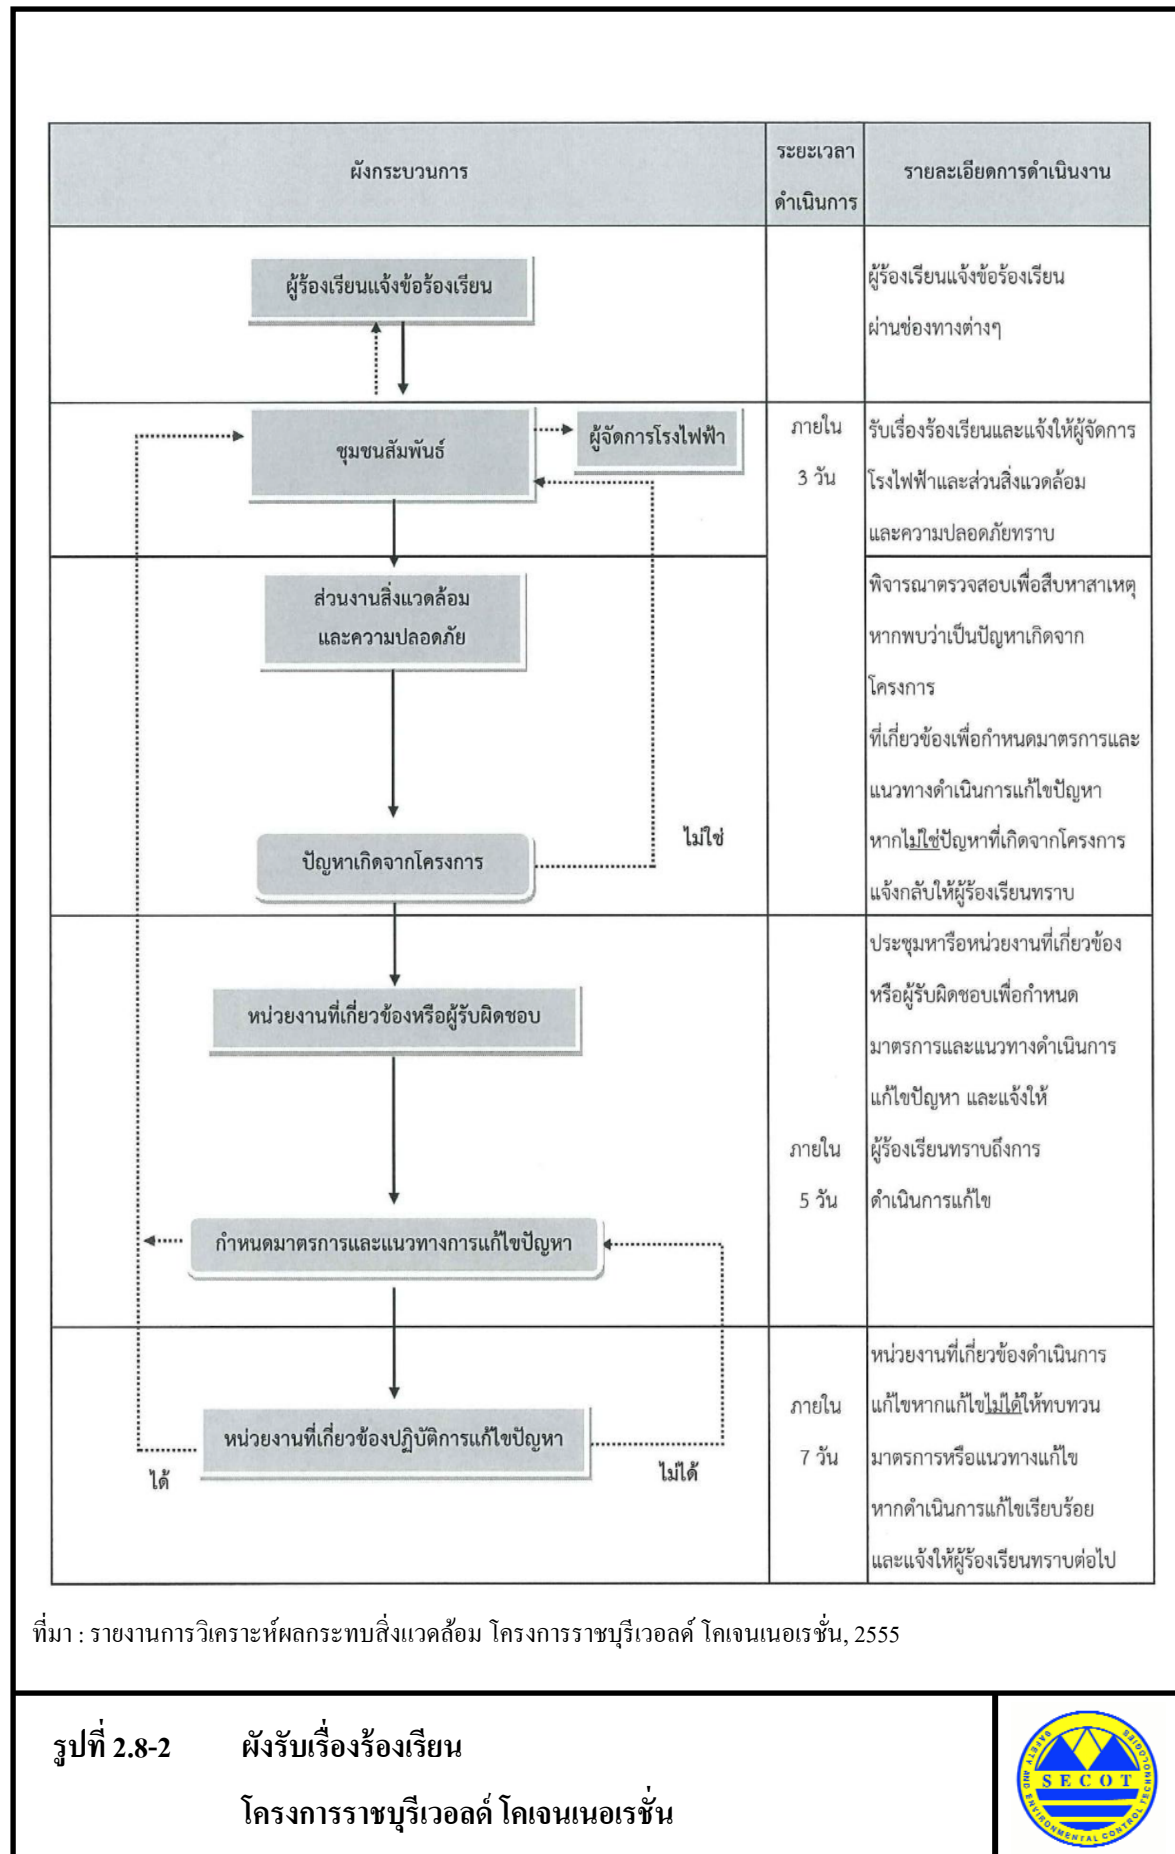 ผังกระบวนการ
ระยะเวลา
ดำเนินการ
รายละเอียดการดำเนินงาน
ผู้ร้องเรียนแจ้งข้อร้องเรียน
ผู้ร้องเรียนแจ้งข้อร้องเรียน
ผ่านช่องทางต่างๆ
ชุมชนสัมพันธ์
ผู้จัดการโรงไฟฟ้า
ภายใน
3 วัน
รับเรื่องร้องเรียนและแจ้งให้ผู้จัดการ
โรงไฟฟ้าและส่วนสิ่งแวดล้อม
และความปลอดภัยทราบ
ส่วนงานสิ่งแวดล้อม
และความปลอดภัย
ปัญหาเกิดจากโครงการ
ไม่ใช่
พิจารณาตรวจสอบเพื่อสืบหาสาเหตุ
หากพบว่าเป็นปัญหาเกิดจาก
โครงการ
ที่เกี่ยวข้องเพื่อกำหนดมาตรการและ
แนวทางดำเนินการแก้ไขปัญหา
หากไม่ใช่ปัญหาที่เกิดจากโครงการ
แจ้งกลับให้ผู้ร้องเรียนทราบ
หน่วยงานที่เกี่ยวข้องหรือผู้รับผิดชอบ
กำหนดมาตรการและแนวทางการแก้ไขปัญหา
ภายใน
5 วัน
ประชุมหารือหน่วยงานที่เกี่ยวข้อง
หรือผู้รับผิดชอบเพื่อกำหนด
มาตรการและแนวทางดำเนินการ
แก้ไขปัญหา และแจ้งให้
ผู้ร้องเรียนทราบถึงการ
ดำเนินการแก้ไข
หน่วยงานที่เกี่ยวข้องปฏิบัติการแก้ไขปัญหา
ได้
ไม่ได้
ภายใน
7 วัน
หน่วยงานที่เกี่ยวข้องดำเนินการ
แก้ไขหากแก้ไขไม่ได้ให้ทบทวน
มาตรการหรือแนวทางแก้ไข
หากดำเนินการแก้ไขเรียบร้อย
และแจ้งให้ผู้ร้องเรียนทราบต่อไป
ที่มา : รายงานการวิเคราะห์ผลกระทบสิ่งแวดล้อม โครงการราชบุรีเวอลด์ โคเจนเนอเรชั่น, 2555
รูปที่ 2.8-2 ผังรับเรื่องร้องเรียน
โครงการราชบุรีเวอลด์ โคเจนเนอเรชั่น
SECOT
SAFETY AND ENVIRONMENTAL CONTROL TECHNOLOGIES